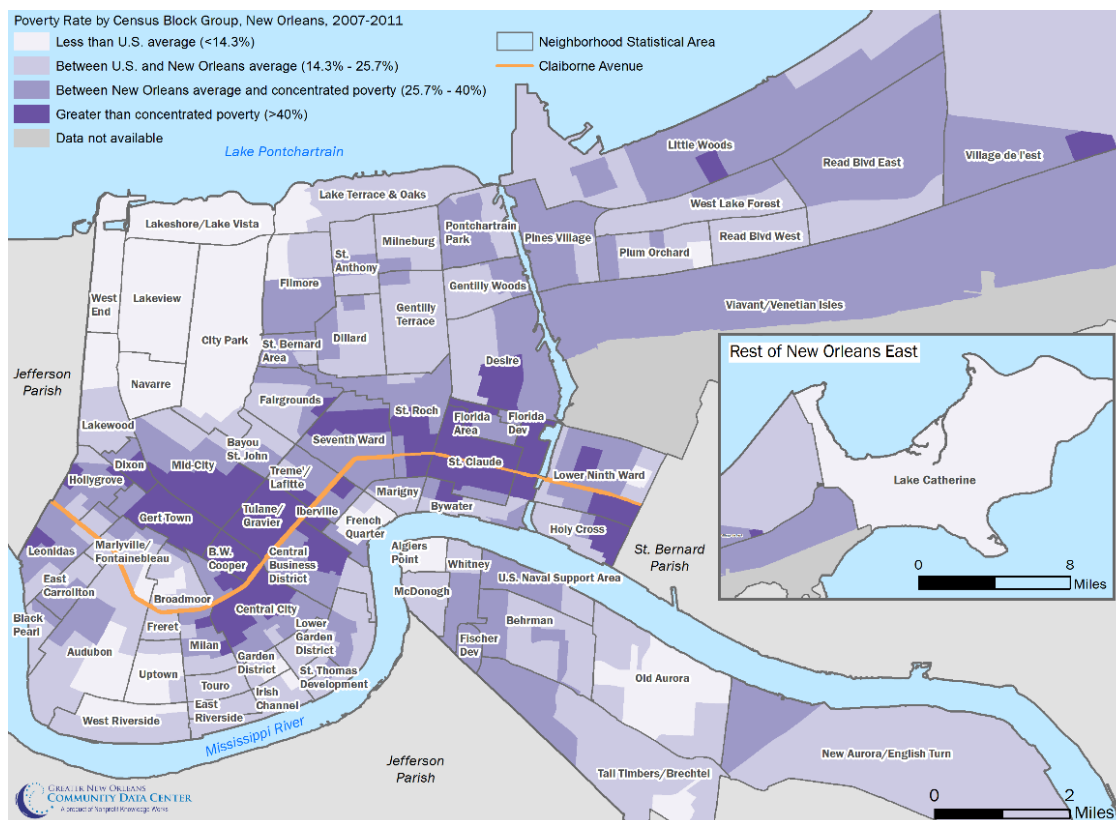 Poverty Rate by Census Block Group, New Orleans, 2007-2011
Less than U.S. average (<14.3%)
Between U.S. and New Orleans average (14.3% - 25.7%)
Between New Orleans average and concentrated poverty (25.7% - 40%)
Greater than concentrated poverty (>40%)
Data not available
Neighborhood Statistical Area
Claiborne Avenue
Lake Pontchartrain
Little Woods
Read Blvd East
Village de l'est
Lake Terrace & Oaks
West Lake Forest
Lakeshore/Lake Vista
Pontchartrain
Park
Milneburg
Pines Village
Read Blvd West
Plum Orchard
St.
Anthony
Filmore
Gentilly Woods
West
End
Lakeview
Viavant/Venetian Isles
Gentilly
Terrace
City Park
Dillard
St. Bernard
Area
Desire
Rest of New Orleans East
Jefferson
Parish
Navarre
Fairgrounds
St. Roch
Florida
Area
Florida
Dev
Lakewood
Bayou
St. John
Seventh Ward
Dixon
Mid-City
St. Claude
Hollygrove
Treme'/
Lafitte
Lower Ninth Ward
Lake Catherine
Marigny
Bywater
Gert Town
Tulane/
Gravier
Iberville
French
Quarter
Holy Cross
Leonidas
Marlyville/
Fontainebleau
B.W.
Cooper
Central
Business
District
Algiers
Point
Whitney
St. Bernard
Parish
0
8
Miles
U.S. Naval Support Area
East
Carrollton
McDonogh
Broadmoor
Central City
Black
Pearl
Freret
Lower
Garden
District
Behrman
Fischer
Dev
Audubon
Milan
Garden
District
St. Thomas
Development
Uptown
Touro
Irish
Channel
Old Aurora
East
Riverside
West Riverside
Mississippi River
New Aurora/English Turn
Jefferson
Parish
Tall Timbers/Brechtel
GREATER NEW ORLEANS
COMMUNITY DATA CENTER
A product of Nonprofit Knowledge Works
0
2
Miles